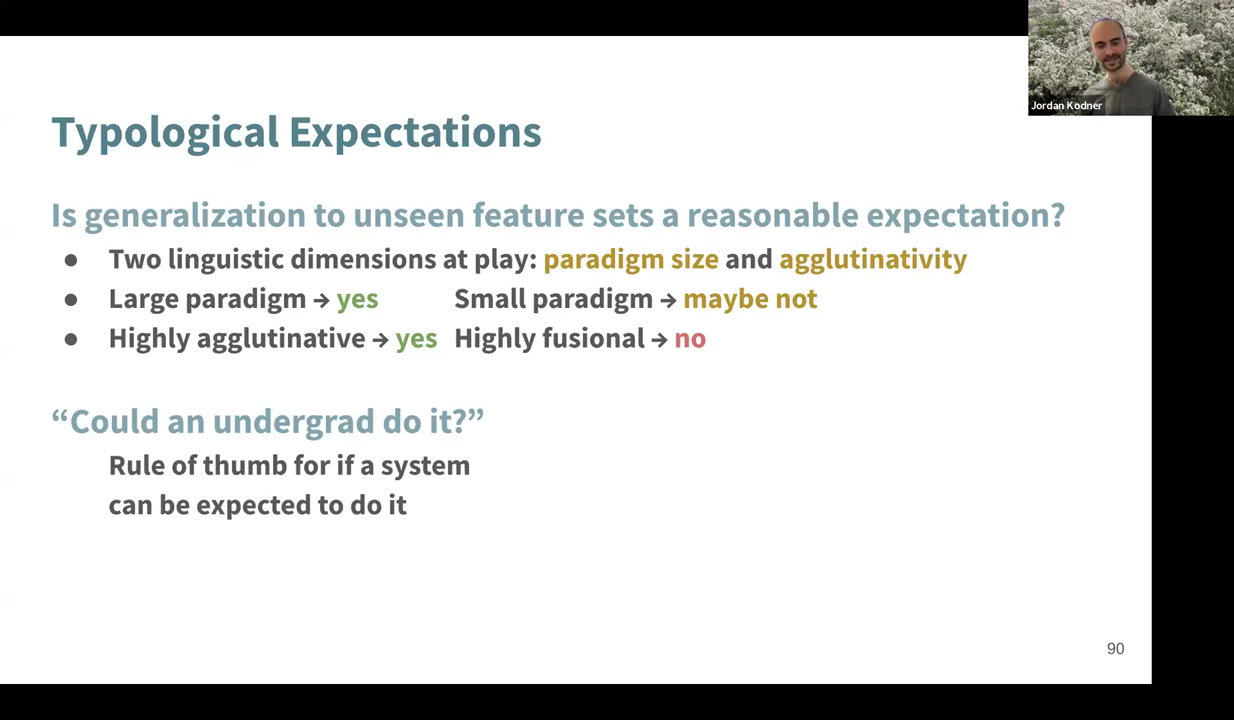 Jordan Kodner
Typological Expectations
Is generalization to unseen feature sets a reasonable expectation?
● Two linguistic dimensions at play: paradigm size and agglutinativity
● Large paradigm → yes Small paradigm → maybe not
● Highly agglutinative → yes Highly fusional → no
“Could an undergrad do it?”
Rule of thumb for if a system
can be expected to do it
90